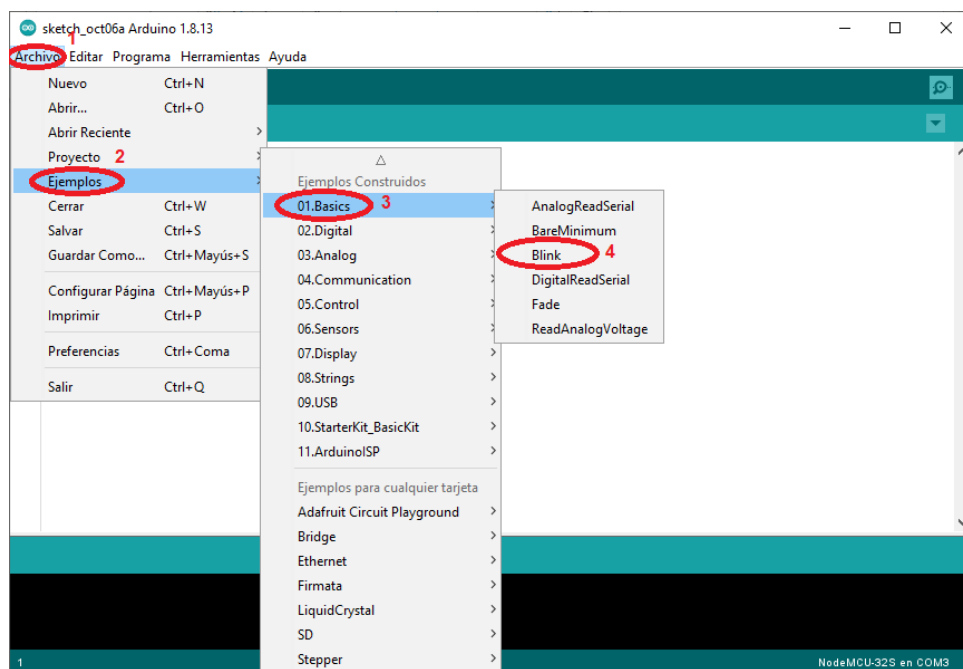 sketch_oct06a Arduino 1.8.13
1
Archivo Editar Programa Herramientas Ayuda
Nuevo Ctrl+N
Abrir... Ctrl+O
Abrir Reciente
Proyecto 2
Ejemplos
Cerrar Ctrl+W
Salvar Ctrl+S
Guardar Como... Ctrl+Mayús+S
Configurar Página Ctrl+Mayús+P
Imprimir Ctrl+P
Preferencias Ctrl+Coma
Salir Ctrl+Q
Ejemplos Construidos
01.Basics 3
02.Digital
03.Analog
04.Communication
05.Control
06.Sensors
07.Display
08.Strings
09.USB
10.StarterKit_BasicKit
11.ArduinoISP
Ejemplos para cualquier tarjeta
Adafruit Circuit Playground
Bridge
Ethernet
Firmata
LiquidCrystal
SD
Stepper
AnalogReadSerial
BareMinimum
Blink 4
DigitalReadSerial
Fade
ReadAnalogVoltage
1
NodeMCU-32S en COM3